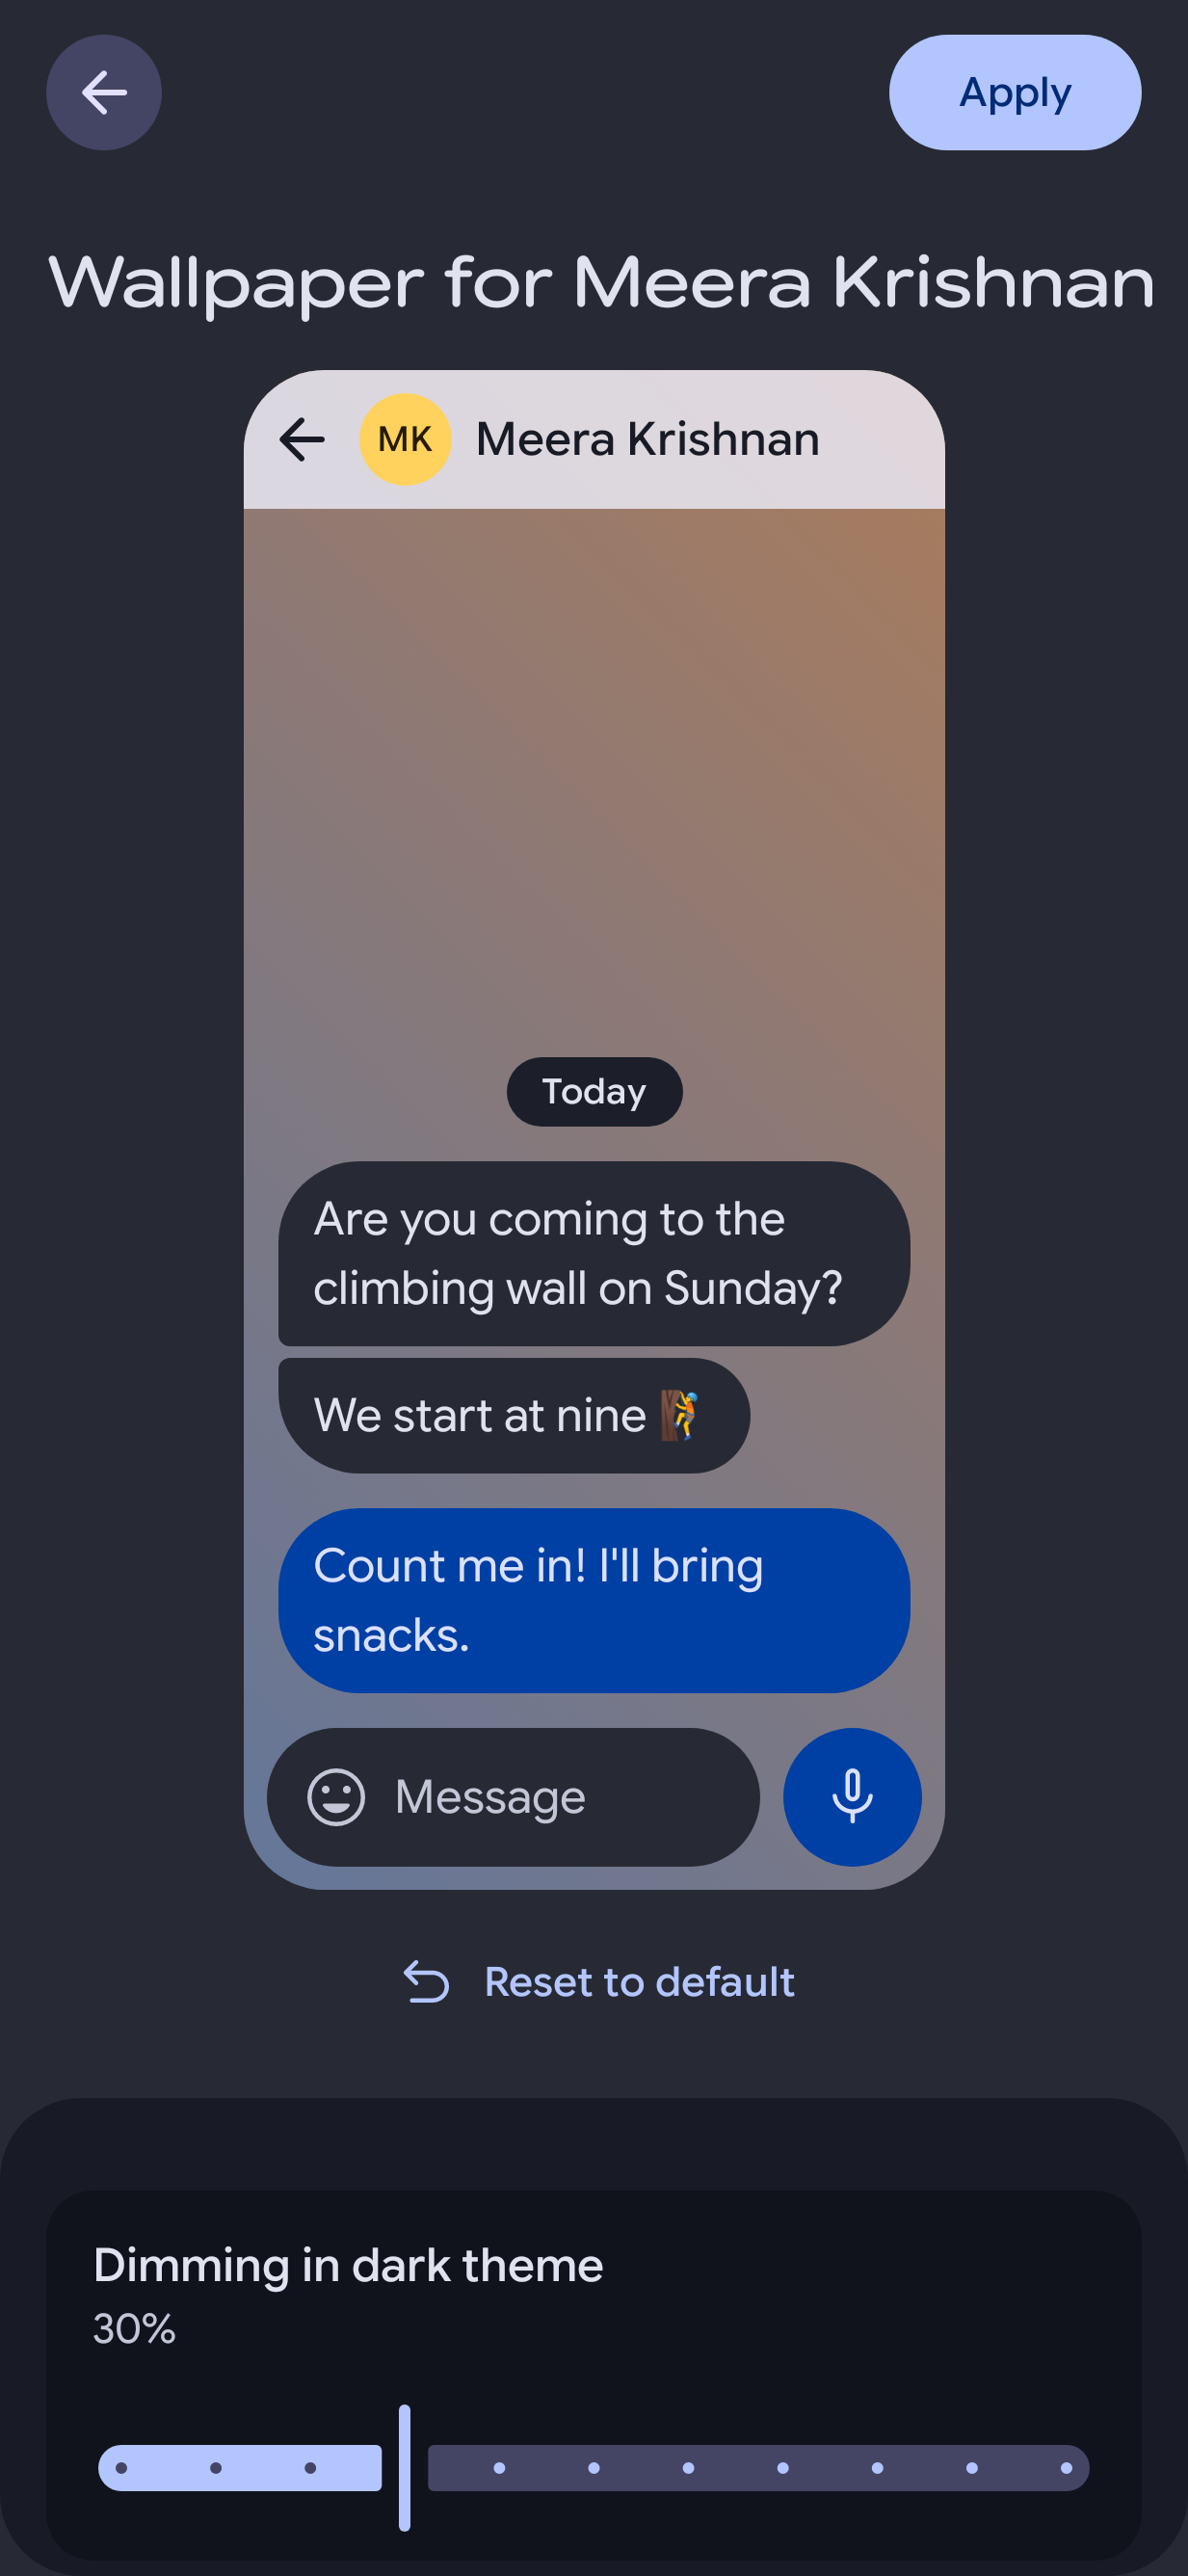 Apply
Wallpaper for Meera Krishnan
MK Meera Krishnan
Today
Are you coming to the
climbing wall on Sunday?
We start at nine 🧗
Count me in! I'll bring
snacks.
Message
Reset to default
Dimming in dark theme
30%